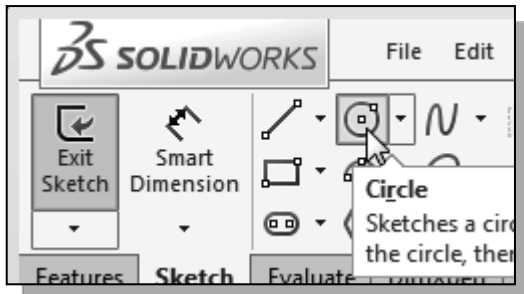 SOLIDWORKS
File Edit
Exit Sketch
Smart Dimension
Circle
Sketches a circ
the circle, ther
Features Sketch Evaluate